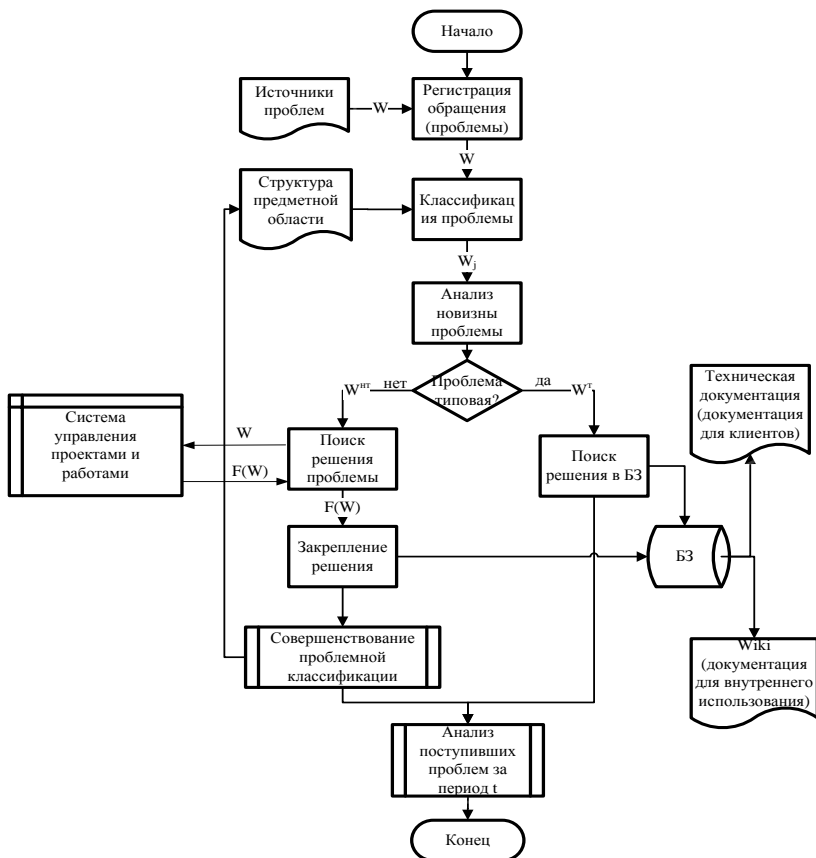 Начало
Источники
проблем
W
Регистрация
обращения
(проблемы)
W
Структура
предметной
области
Классификац
ия проблемы
Wj
Анализ
новизны
проблемы
Wнт
нет
Проблема
типовая?
да
Wт
Техническая
документация
(документация
для клиентов)
Система
управления
проектами и
работами
W
F(W)
Поиск
решения
проблемы
Поиск
решения в БЗ
F(W)
Закрепление
решения
БЗ
Совершенствование
проблемной
классификации
Wiki
(документация
для внутреннего
использования)
Анализ
поступивших
проблем за
период t
Конец